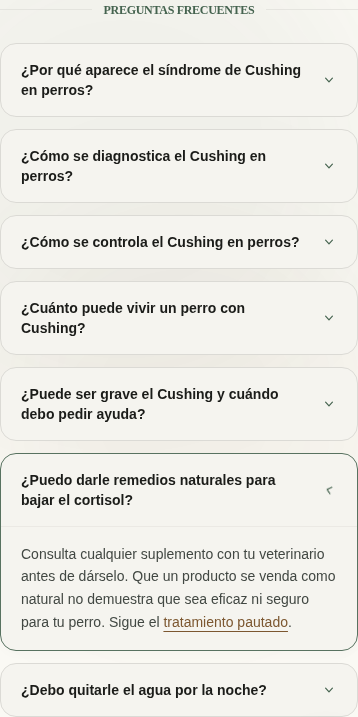 PREGUNTAS FRECUENTES
¿Por qué aparece el síndrome de Cushing
en perros?
¿Cómo se diagnostica el Cushing en
perros?
¿Cómo se controla el Cushing en perros?
¿Cuánto puede vivir un perro con
Cushing?
¿Puede ser grave el Cushing y cuándo
debo pedir ayuda?
¿Puedo darle remedios naturales para
bajar el cortisol?
Consulta cualquier suplemento con tu veterinario
antes de dárselo. Que un producto se venda como
natural no demuestra que sea eficaz ni seguro
para tu perro. Sigue el tratamiento pautado.
¿Debo quitarle el agua por la noche?